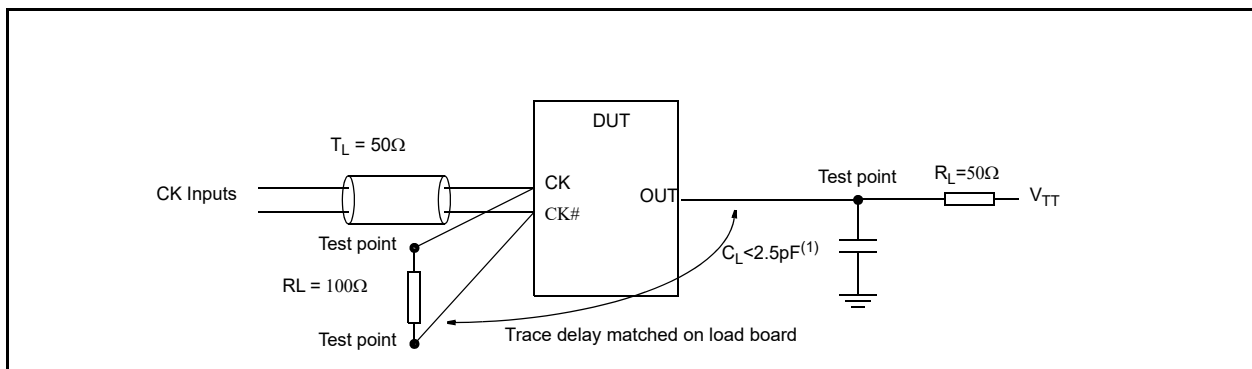 DUT
T_L = 50Ω
CK Inputs
CK
CK#
OUT
Test point
R_L=50Ω
V_TT
Test point
C_L<2.5pF(1)
RL = 100Ω
Test point
Trace delay matched on load board